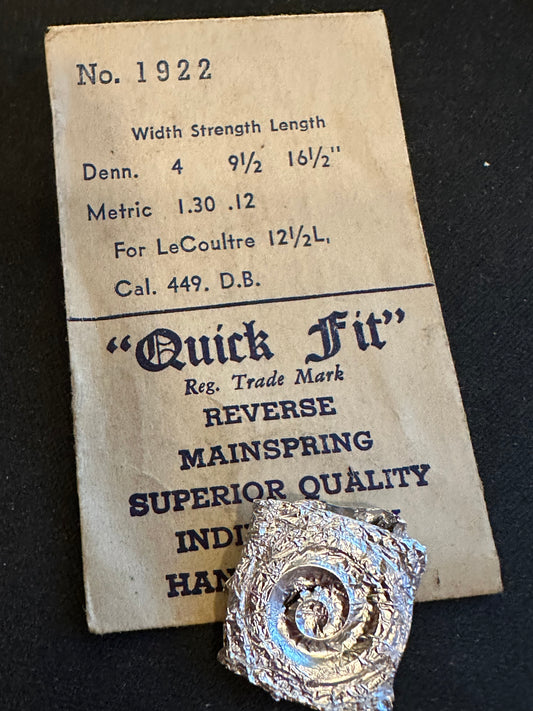 No. 1922
Width Strength Length
Denn. 4 9½ 16½"
Metric 1.30 .12
For LeCoultre 12½L,
Cal. 449. D.B.
"Quick Fit"
Reg. Trade Mark
REVERSE
MAINSPRING
SUPERIOR QUALITY